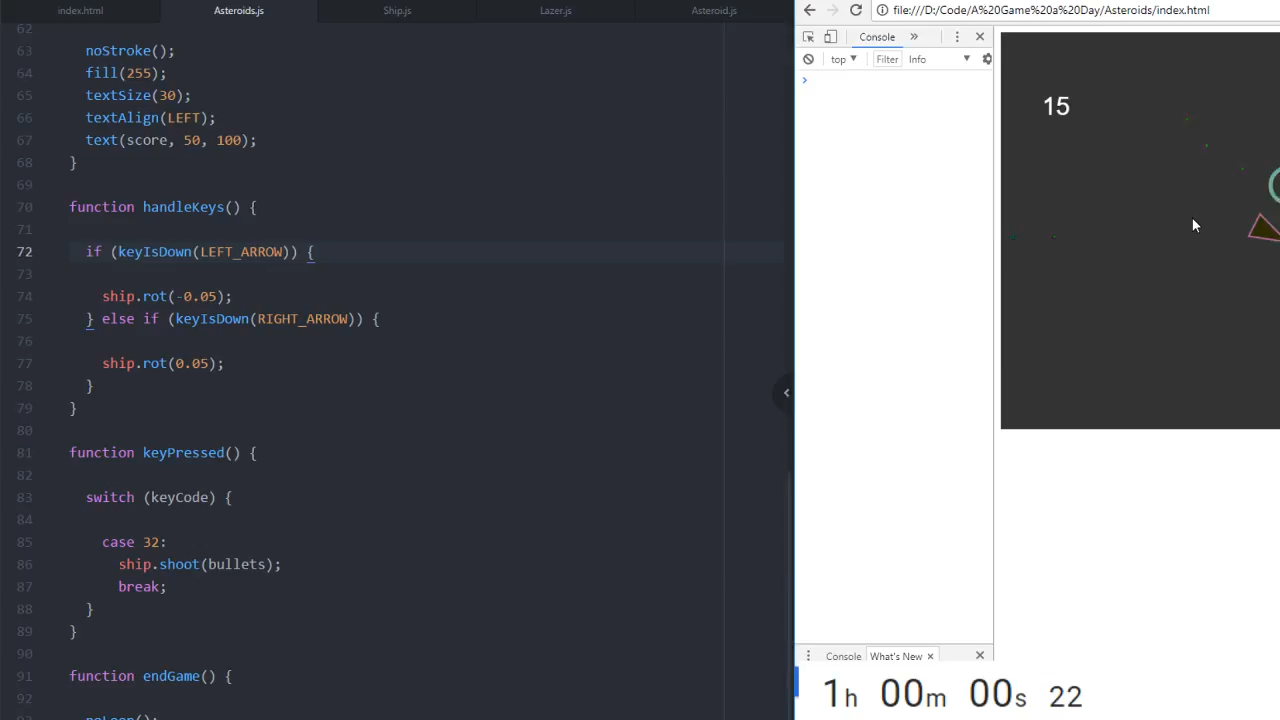 index.html Asteroids.js Ship.js Lazer.js Asteroid.js
62
63 noStroke();
64 fill(255);
65 textSize(30);
66 textAlign(LEFT);
67 text(score, 50, 100);
68 }
69
70 function handleKeys() {
71
72 if (keyIsDown(LEFT_ARROW)) {
73
74 ship.rot(-0.05);
75 } else if (keyIsDown(RIGHT_ARROW)) {
76
77 ship.rot(0.05);
78 }
79 }
80
81 function keyPressed() {
82
83 switch (keyCode) {
84
85 case 32:
86 ship.shoot(bullets);
87 break;
88 }
89 }
90
91 function endGame() {
92
file:///D:/Code/A%20Game%20a%20Day/Asteroids/index.html
Console »
top ▼ Filter Info ▼
>
15
Console What's New ×
1h 00m 00s 22